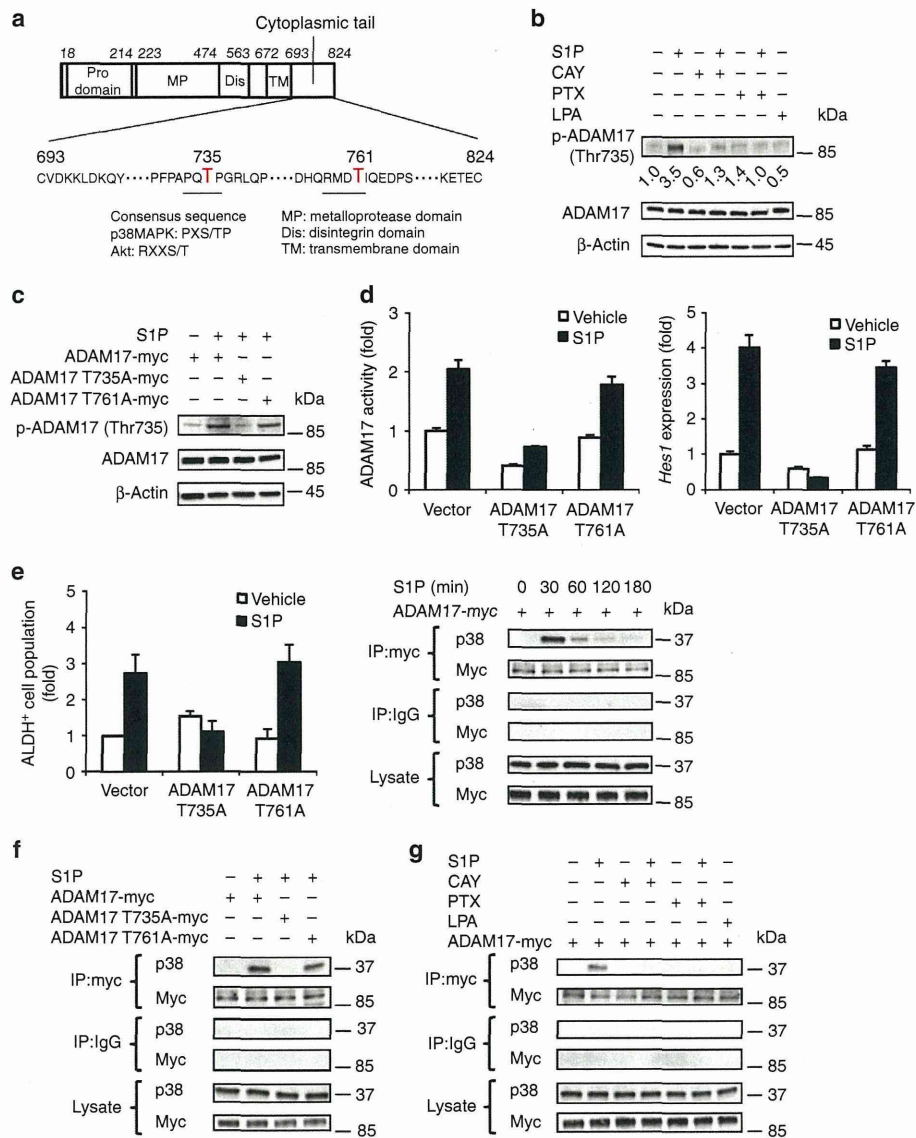 a
Cytoplasmic tail
18 214 223 474 563 672 693 824
Pro domain MP Dis TM
693 735 761 824
CVDKKLDKQY····PFPAPQTPGRLQP····DHQRMDTIQEDPS····KETEC
Consensus sequence
p38MAPK: PXS/TP
Akt: RXXS/T
MP: metalloprotease domain
Dis: disintegrin domain
TM: transmembrane domain
b
S1P – + – + – + –
CAY – – + + – – –
PTX – – – – + + –
LPA – – – – – – + kDa
p-ADAM17 (Thr735) 85
1.0 3.5 0.6 1.3 1.4 1.0 0.5
ADAM17 85
β-Actin 45
c
S1P – + + +
ADAM17-myc + + – –
ADAM17 T735A-myc – – + –
ADAM17 T761A-myc – – – + kDa
p-ADAM17 (Thr735) 85
ADAM17 85
β-Actin 45
d
ADAM17 activity (fold)
3
2
1
0
Vehicle
S1P
Vector
ADAM17 T735A
ADAM17 T761A
Hes1 expression (fold)
5
4
3
2
1
0
Vehicle
S1P
Vector
ADAM17 T735A
ADAM17 T761A
e
ALDH+ cell population (fold)
5
4
3
2
1
0
Vehicle
S1P
Vector
ADAM17 T735A
ADAM17 T761A
S1P (min) 0 30 60 120 180
ADAM17-myc + + + + + kDa
IP:myc
p38 37
Myc 85
IP:IgG
p38 37
Myc 85
Lysate
p38 37
Myc 85
f
S1P – + + +
ADAM17-myc + + – –
ADAM17 T735A-myc – – + –
ADAM17 T761A-myc – – – + kDa
IP:myc
p38 37
Myc 85
IP:IgG
p38 37
Myc 85
Lysate
p38 37
Myc 85
g
S1P – + – + – + –
CAY – – + + – – –
PTX – – – – + + –
LPA – – – – – – + kDa
ADAM17-myc + + + + + + +
IP:myc
p38 37
Myc 85
IP:IgG
p38 37
Myc 85
Lysate
p38 37
Myc 85